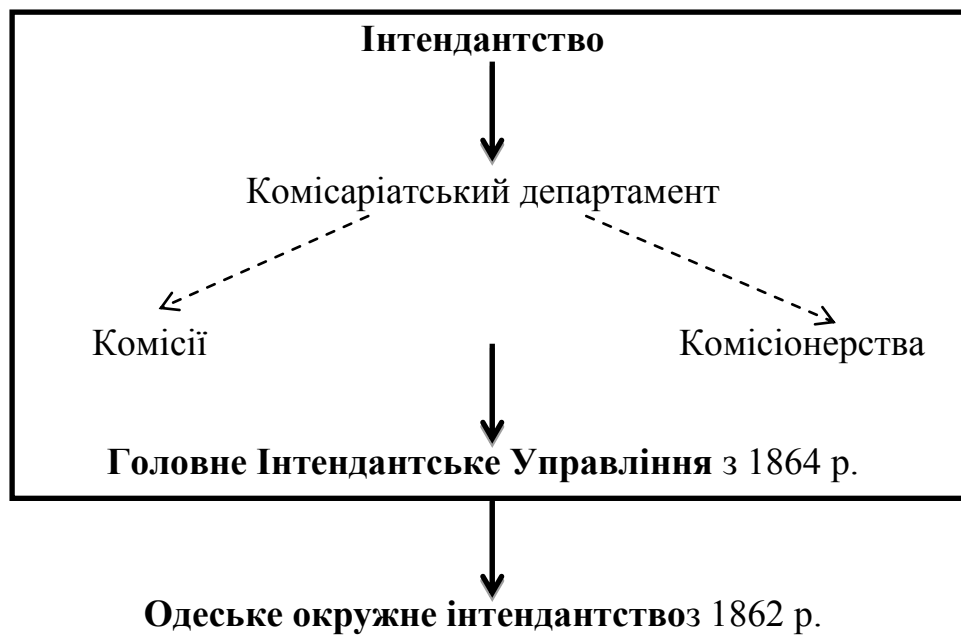 Інтендантство
Комісаріатський департамент
Комісії
Комісіонерства
Головне Інтендантське Управління з 1864 р.
Одеське окружне інтендантствоз 1862 р.